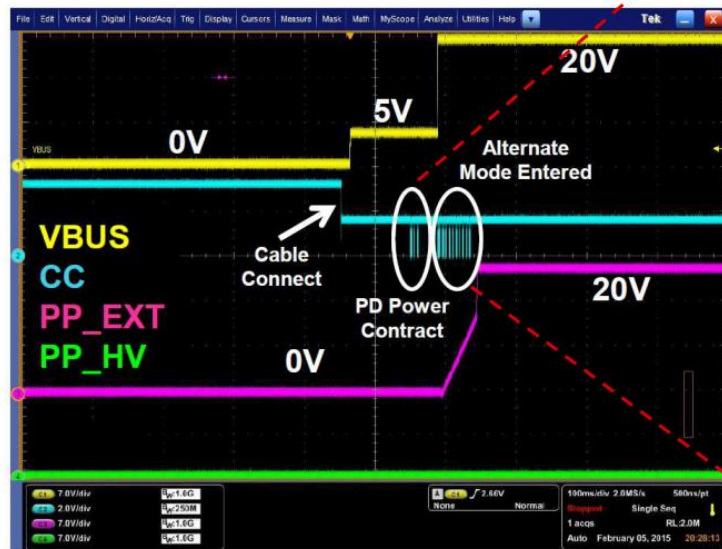 File Edit Vertical Digital Horiz/Acq Trig Display Cursors Measure Mask Math MyScope Analyze Utilities Help Tek
20V
5V
0V
VBUS
Alternate
Mode Entered
VBUS
CC
PP_EXT
PP_HV
Cable
Connect
PD Power
Contract
20V
0V
C1 7.0V/div BW:1.0G
C2 2.0V/div BW:250M
C3 7.0V/div BW:1.0G
C4 7.0V/div BW:1.0G
A C1 2.66V
None Normal
100ms/div 2.0MS/s 500ns/pt
Stopped Single Seq
1 acqs RL:2.0M
Auto February 05, 2015 20:28:13